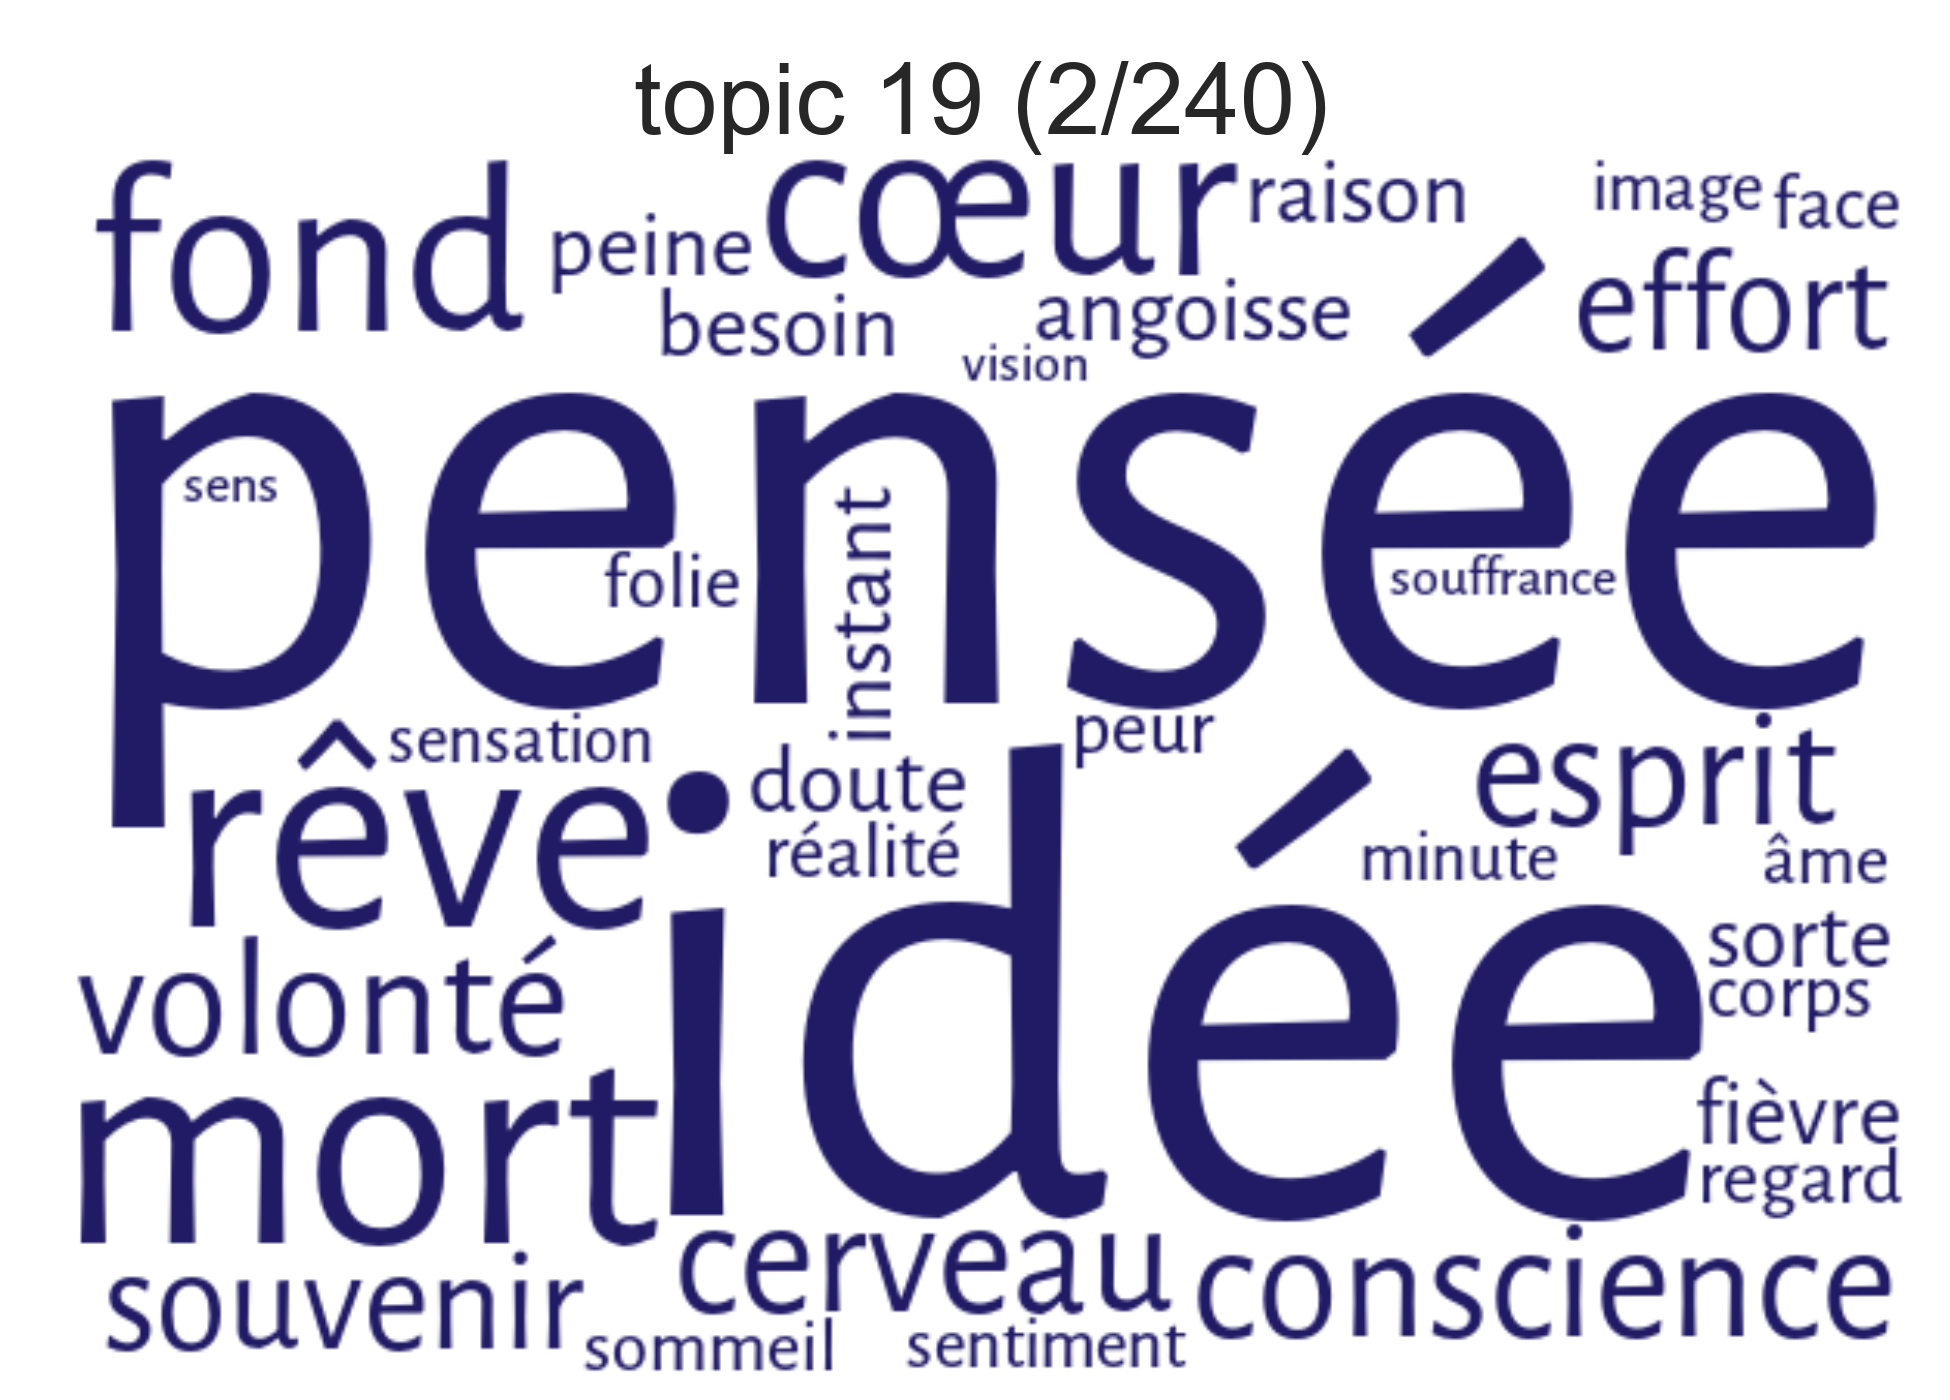 topic 19 (2/240)
fond
peine
cœur
raison
image
face
besoin
angoisse
effort
vision
pensée
sens
folie
instant
souffrance
rêve
sensation
doute
peur
esprit
réalité
minute
âme
idée
volonté
sorte
corps
mort
fièvre
regard
souvenir
cerveau
conscience
sommeil
sentiment